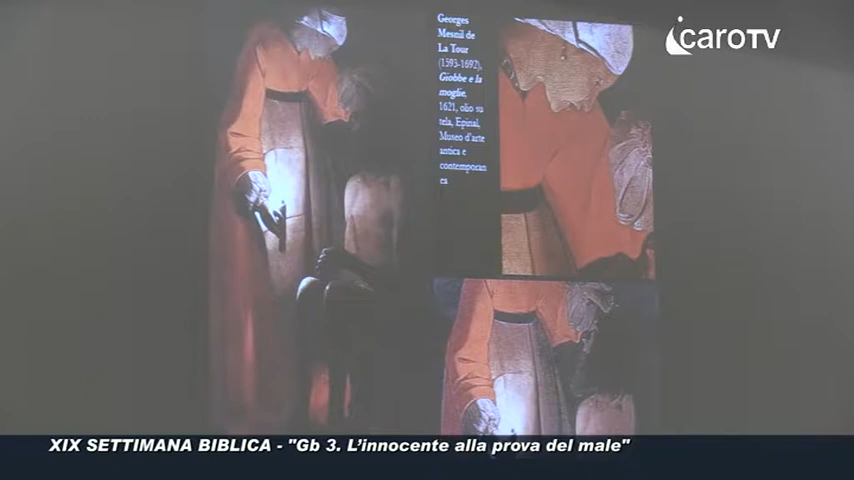 Georges
Mesnil de
La Tour
(1593-1692),
Giobbe e la
moglie,
1621, olio su
tela, Epinal,
Museo d'arte
antica e
contemporan
ea
icaroTV
XIX SETTIMANA BIBLICA - "Gb 3. L'innocente alla prova del male"